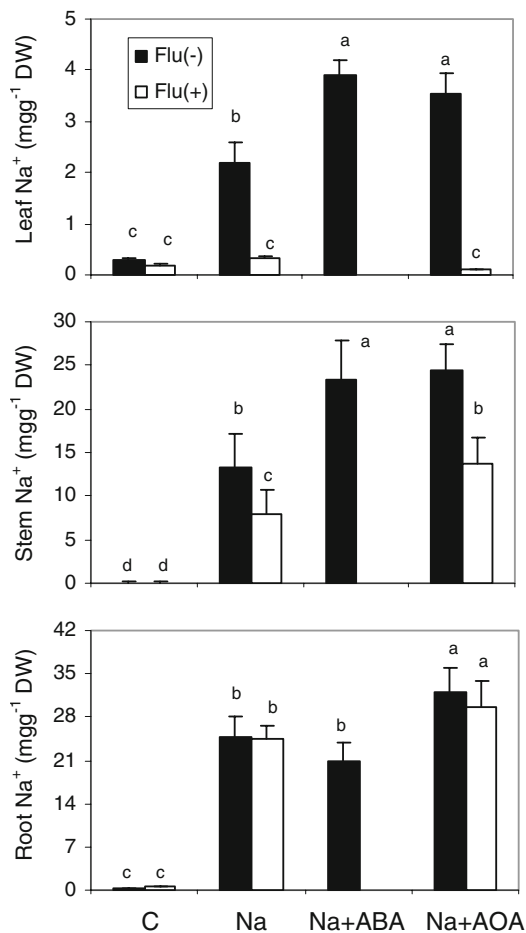 5
4
3
2
1
0
Leaf Na⁺ (mgg⁻¹ DW)
Flu(-)
Flu(+)
c
c
b
c
a
a
c
30
25
20
15
10
5
0
Stem Na⁺ (mgg⁻¹ DW)
d
d
b
c
a
a
b
42
35
28
21
14
7
0
Root Na⁺ (mgg⁻¹ DW)
c
c
b
b
b
a
a
C
Na
Na+ABA
Na+AOA